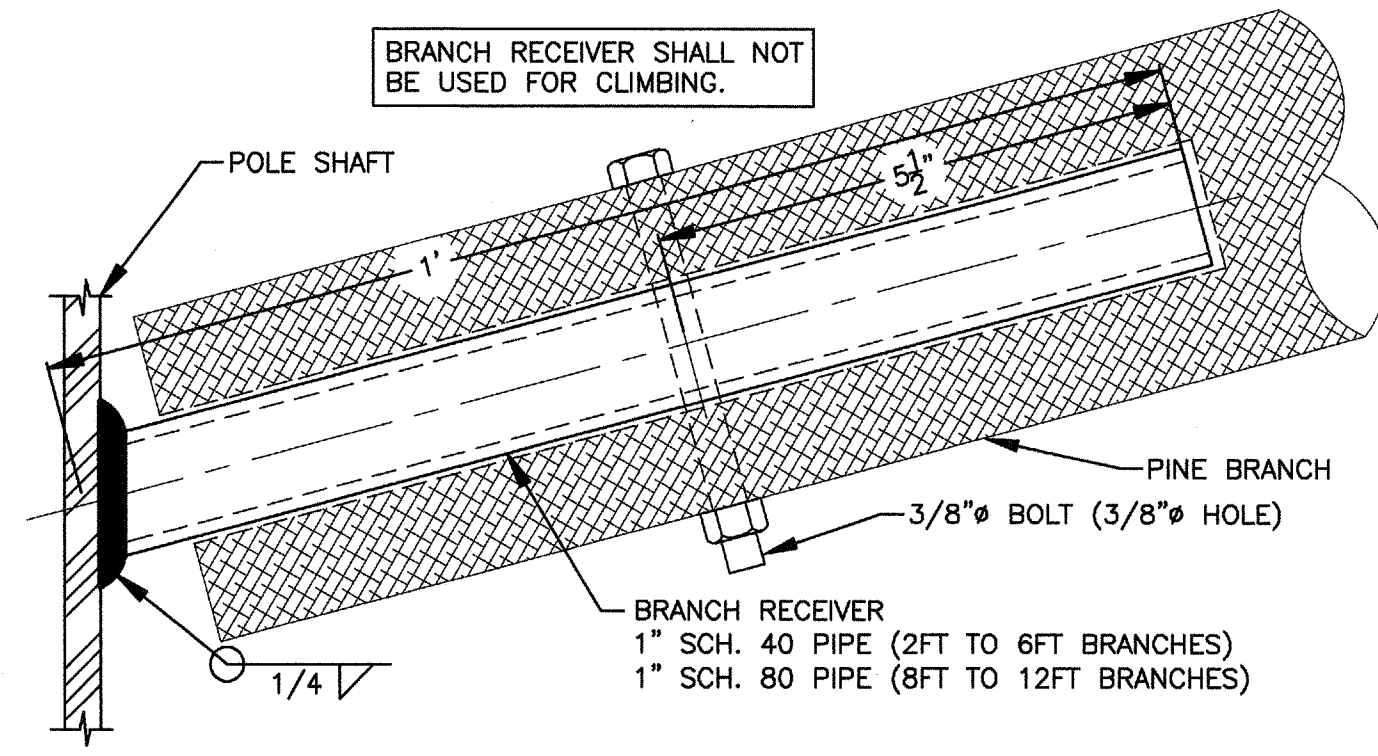 BRANCH RECEIVER SHALL NOT
BE USED FOR CLIMBING.
POLE SHAFT
5 1/2"
1'
PINE BRANCH
3/8"ø BOLT (3/8"ø HOLE)
BRANCH RECEIVER
1" SCH. 40 PIPE (2FT TO 6FT BRANCHES)
1" SCH. 80 PIPE (8FT TO 12FT BRANCHES)
1/4